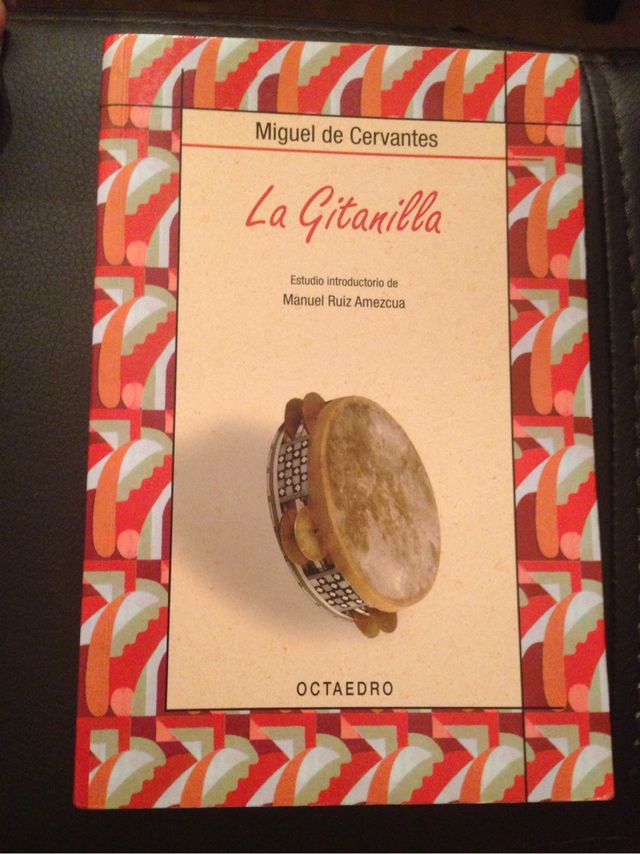 Miguel de Cervantes
La Gitanilla
Estudio introductorio de
Manuel Ruiz Amezcua
OCTAEDRO